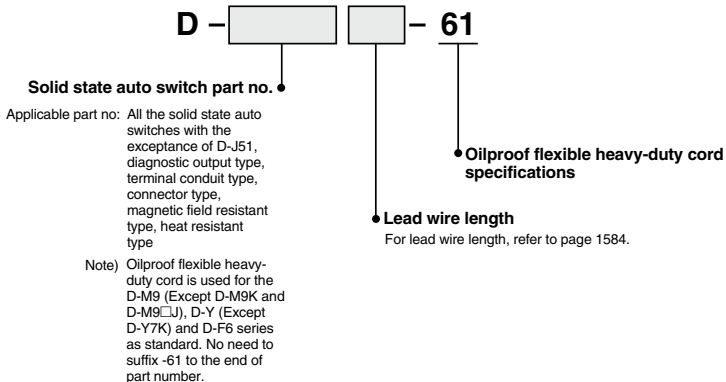 D –  – 61
Solid state auto switch part no.
Applicable part no: All the solid state auto
switches with the
exceptance of D-J51,
diagnostic output type,
terminal conduit type,
connector type,
magnetic field resistant
type, heat resistant
type
Note) Oilproof flexible heavy-
duty cord is used for the
D-M9 (Except D-M9K and
D-M9□J), D-Y (Except
D-Y7K) and D-F6 series
as standard. No need to
suffix -61 to the end of
part number.
Lead wire length
For lead wire length, refer to page 1584.
Oilproof flexible heavy-duty cord
specifications